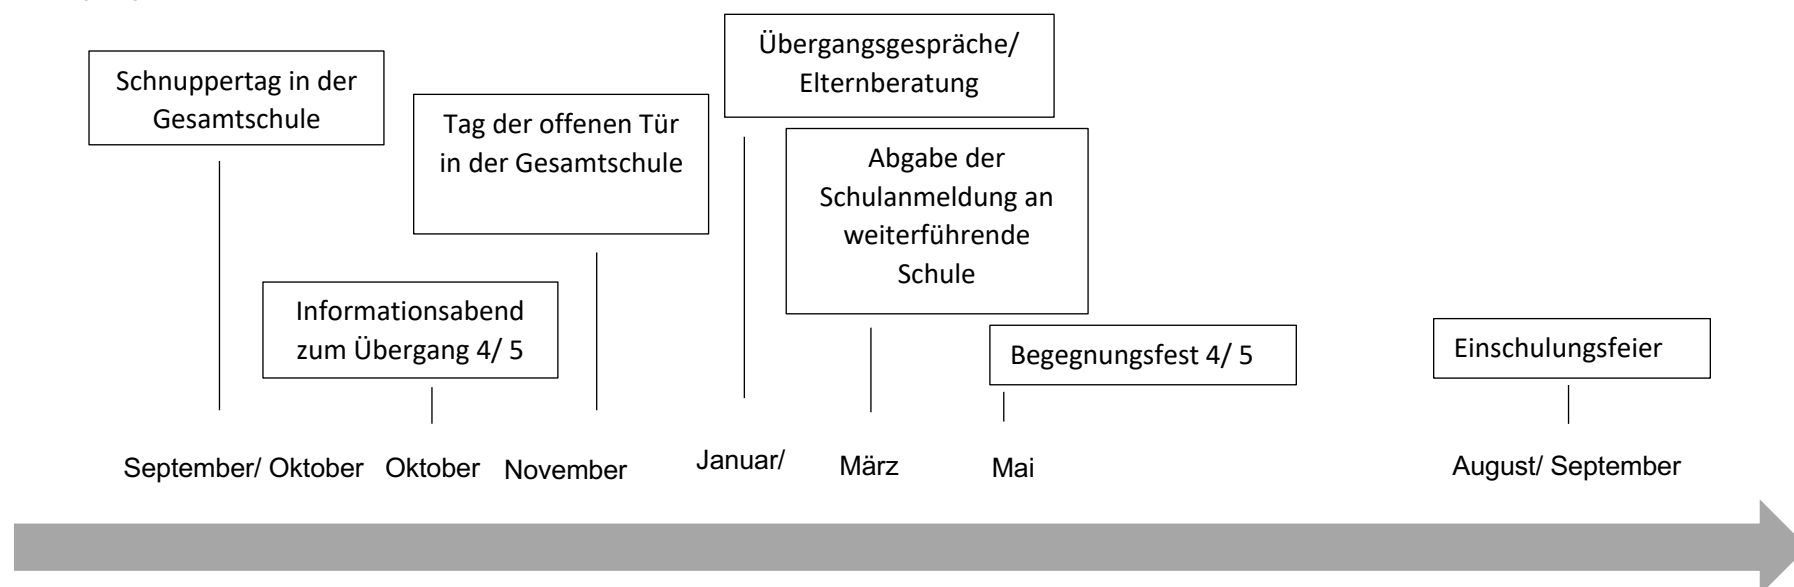 Schnuppertag in der
Gesamtschule
Tag der offenen Tür
in der Gesamtschule
Übergangsgespräche/
Elternberatung
Abgabe der
Schulanmeldung an
weiterführende
Schule
Informationsabend
zum Übergang 4/ 5
Begegnungsfest 4/ 5
Einschulungsfeier
September/ Oktober
Oktober
November
Januar/
März
Mai
August/ September